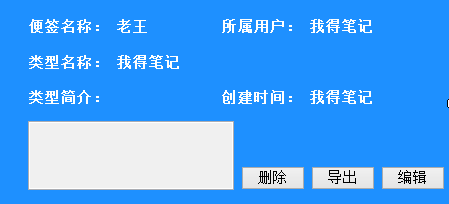 便签名称： 老王 所属用户： 我得笔记
类型名称： 我得笔记
类型简介： 创建时间： 我得笔记
删除 导出 编辑